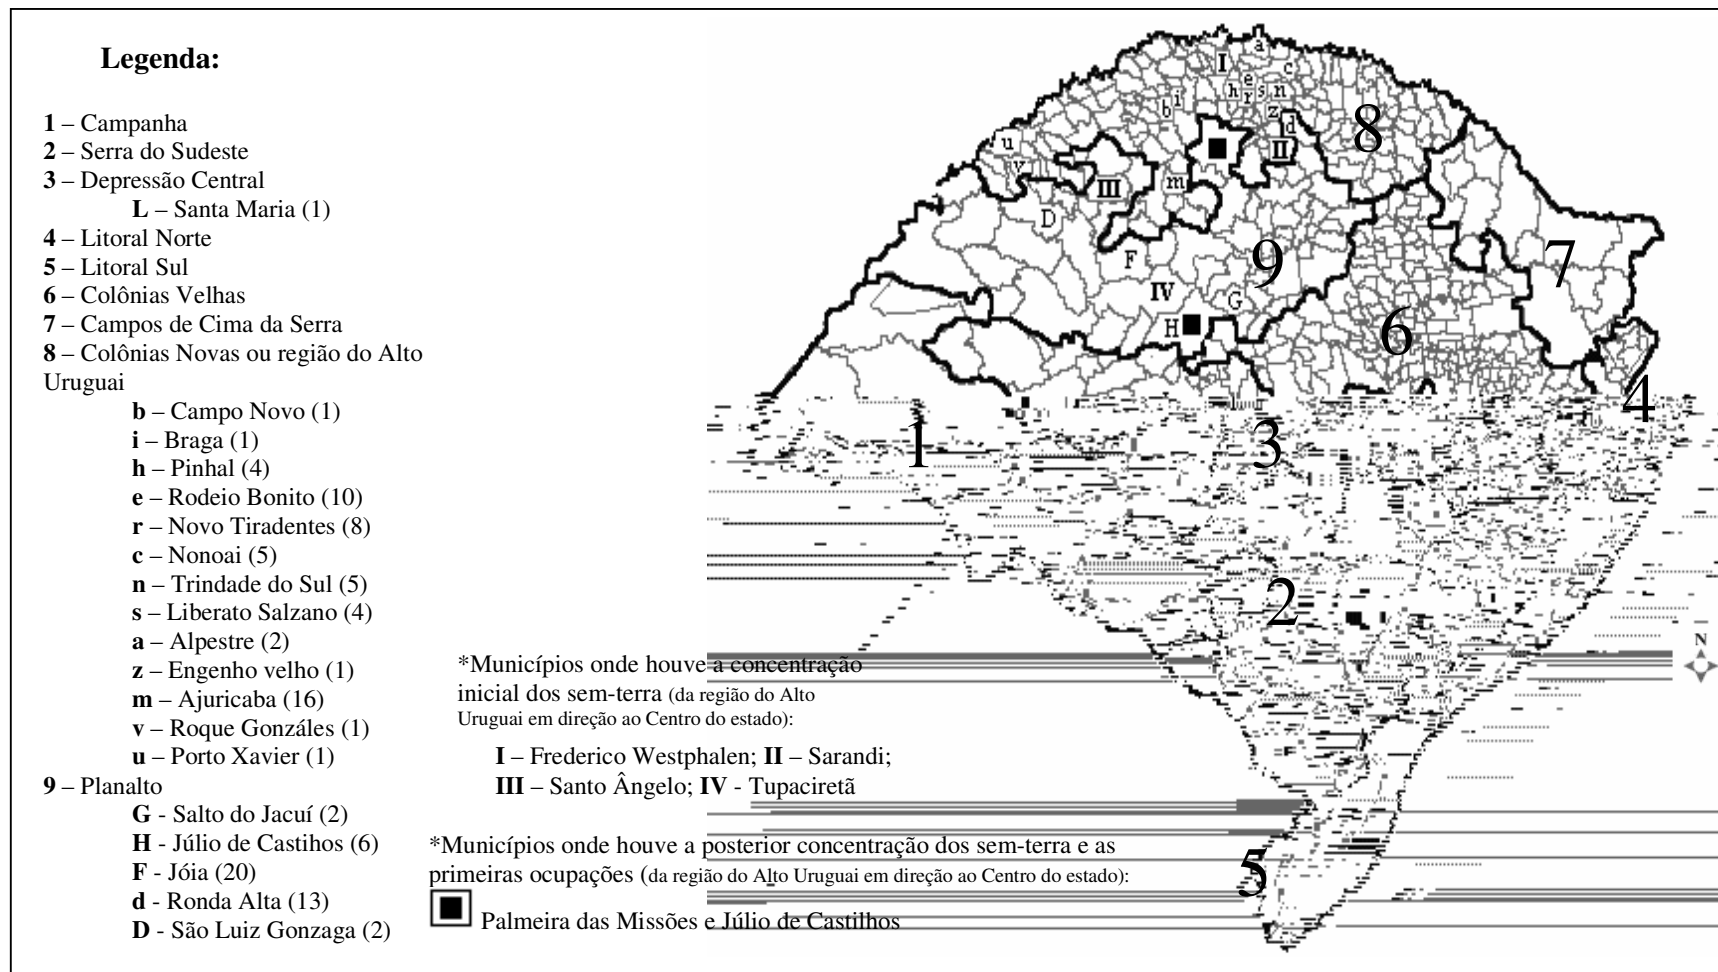 Legenda:
1 – Campanha
2 – Serra do Sudeste
3 – Depressão Central
L – Santa Maria (1)
4 – Litoral Norte
5 – Litoral Sul
6 – Colônias Velhas
7 – Campos de Cima da Serra
8 – Colônias Novas ou região do Alto
Uruguai
b – Campo Novo (1)
i – Braga (1)
h – Pinhal (4)
e – Rodeio Bonito (10)
r – Novo Tiradentes (8)
c – Nonoai (5)
n – Trindade do Sul (5)
s – Liberato Salzano (4)
a – Alpestre (2)
z – Engenho velho (1)
m – Ajuricaba (16)
v – Roque Gonzáles (1)
u – Porto Xavier (1)
9 – Planalto
G - Salto do Jacuí (2)
H - Júlio de Castihos (6)
F - Jóia (20)
d - Ronda Alta (13)
D - São Luiz Gonzaga (2)
*Municípios onde houve a concentração
inicial dos sem-terra (da região do Alto
Uruguai em direção ao Centro do estado):
I – Frederico Westphalen; II – Sarandi;
III – Santo Ângelo; IV - Tupaciretã
*Municípios onde houve a posterior concentração dos sem-terra e as
primeiras ocupações (da região do Alto Uruguai em direção ao Centro do estado):
Palmeira das Missões e Júlio de Castilhos
a
I
c
e
h
s
n
r
i
b
z
d
8
u
II
v
III
m
D
F
9
7
IV
G
H
6
4
1
3
2
N
5